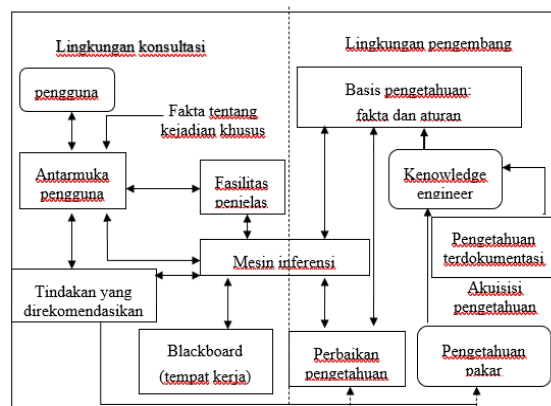 Lingkungan konsultasi
Lingkungan pengembang
pengguna
Fakta tentang
kejadian khusus
Basis pengetahuan:
fakta dan aturan
Antarmuka
pengguna
Fasilitas
penjelas
Kenowledge
engineer
Mesin inferensi
Pengetahuan
terdokumentasi
Tindakan yang
direkomendasikan
Akuisisi
pengetahuan
Blackboard
(tempat kerja)
Perbaikan
pengetahuan
Pengetahuan
pakar